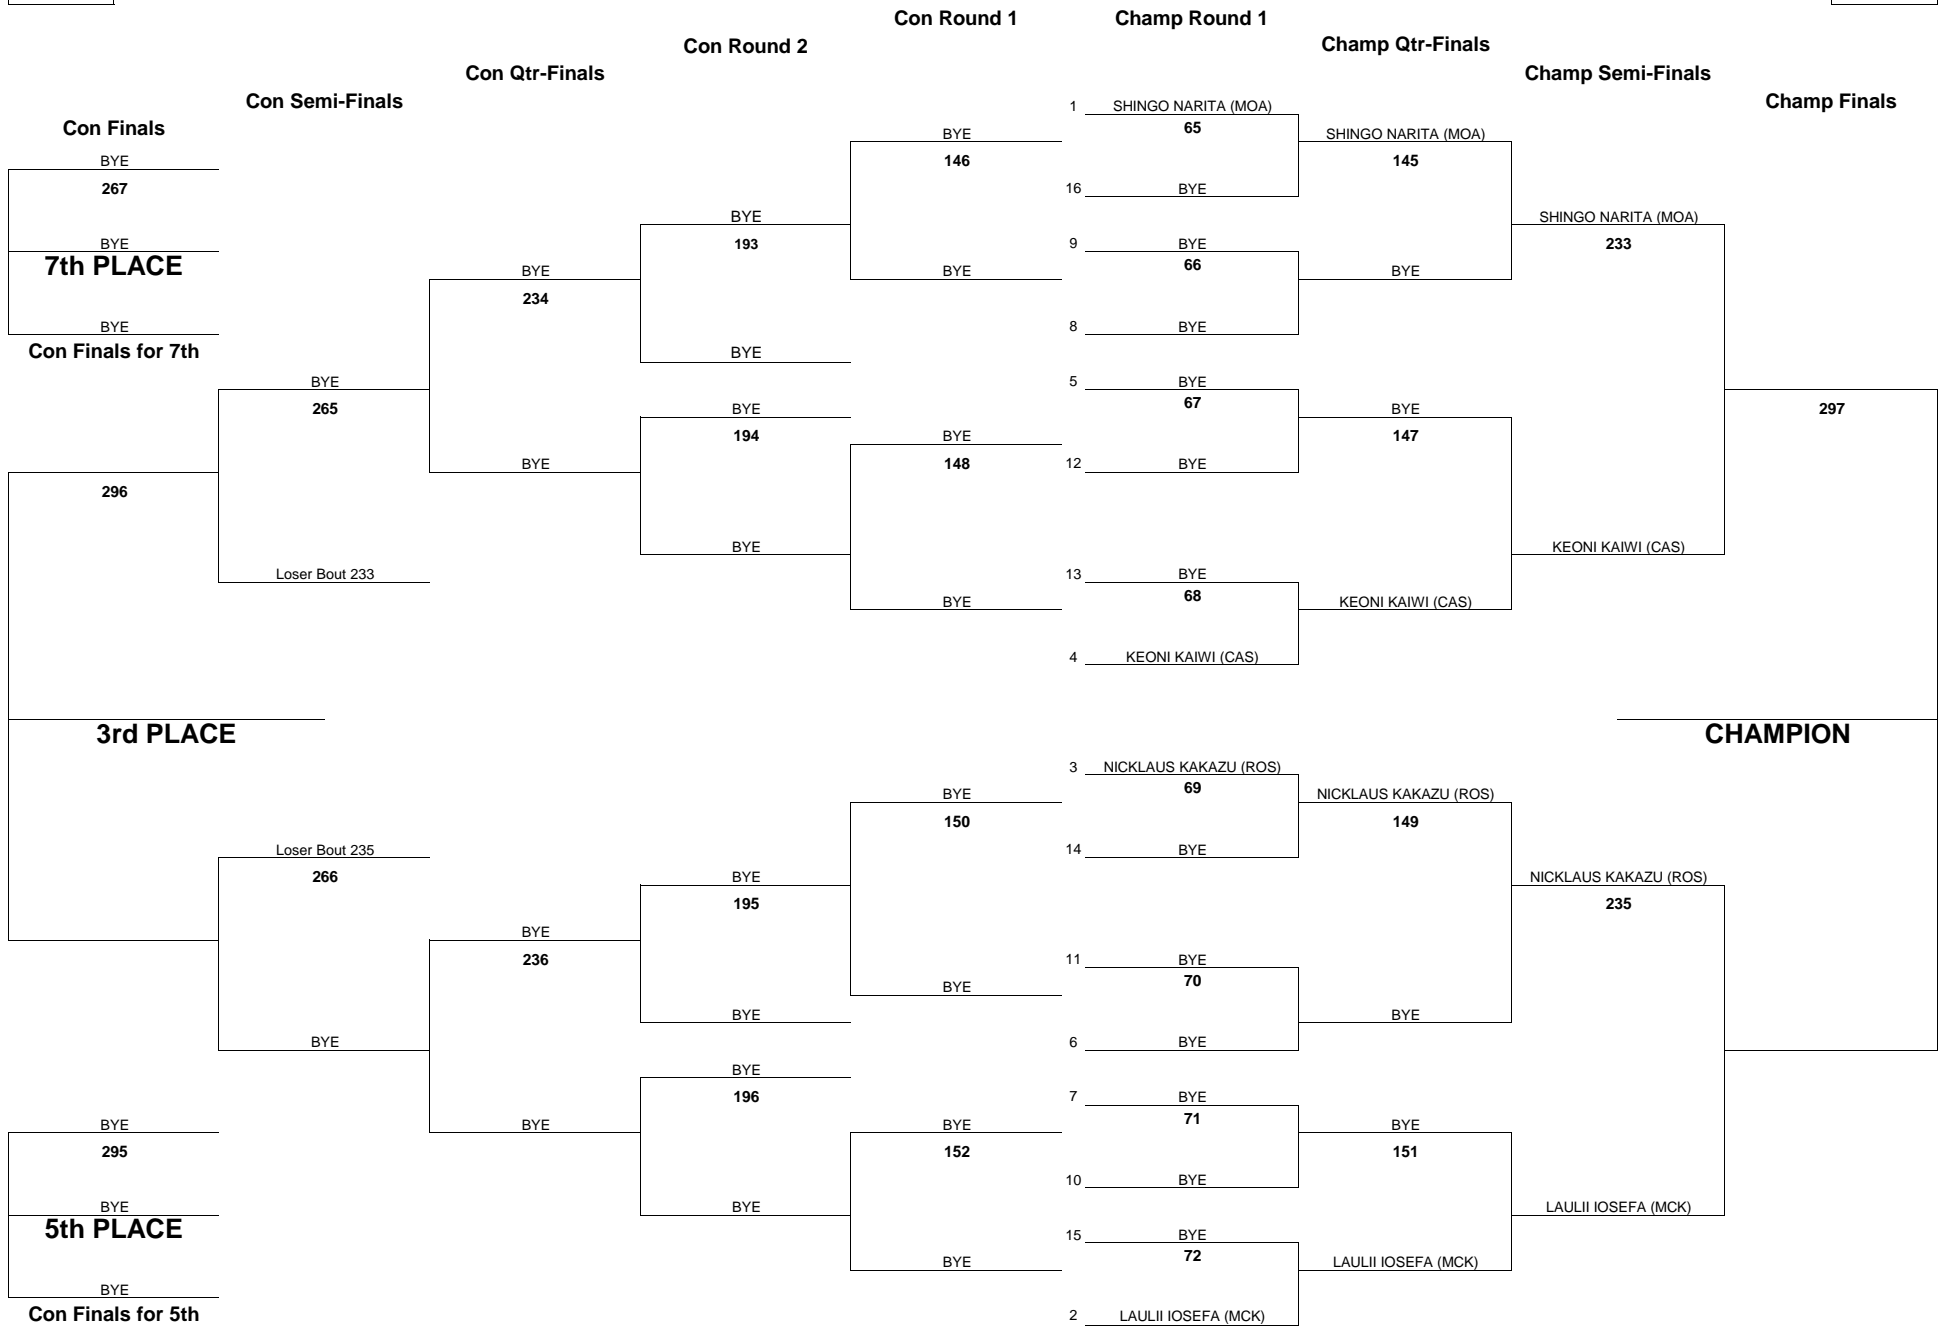 Con Round 1
Champ Round 1
Con Round 2
Champ Qtr-Finals
Con Qtr-Finals
Champ Semi-Finals
Con Semi-Finals
Champ Finals
Con Finals
BYE
267
BYE
7th PLACE
BYE
Con Finals for 7th
296
3rd PLACE
BYE
295
BYE
5th PLACE
BYE
Con Finals for 5th
BYE
265
Loser Bout 233
Loser Bout 235
266
BYE
BYE
234
BYE
BYE
236
BYE
BYE
193
BYE
BYE
194
BYE
BYE
195
BYE
BYE
196
BYE
BYE
146
BYE
BYE
148
BYE
BYE
150
BYE
BYE
152
BYE
1 SHINGO NARITA (MOA)
65
16 BYE
9 BYE
66
8 BYE
5 BYE
67
12 BYE
13 BYE
68
4 KEONI KAIWI (CAS)
3 NICKLAUS KAKAZU (ROS)
69
14 BYE
11 BYE
70
6 BYE
7 BYE
71
10 BYE
15 BYE
72
2 LAULII IOSEFA (MCK)
SHINGO NARITA (MOA)
145
BYE
BYE
147
KEONI KAIWI (CAS)
NICKLAUS KAKAZU (ROS)
149
BYE
BYE
151
LAULII IOSEFA (MCK)
SHINGO NARITA (MOA)
233
KEONI KAIWI (CAS)
NICKLAUS KAKAZU (ROS)
235
LAULII IOSEFA (MCK)
297
CHAMPION